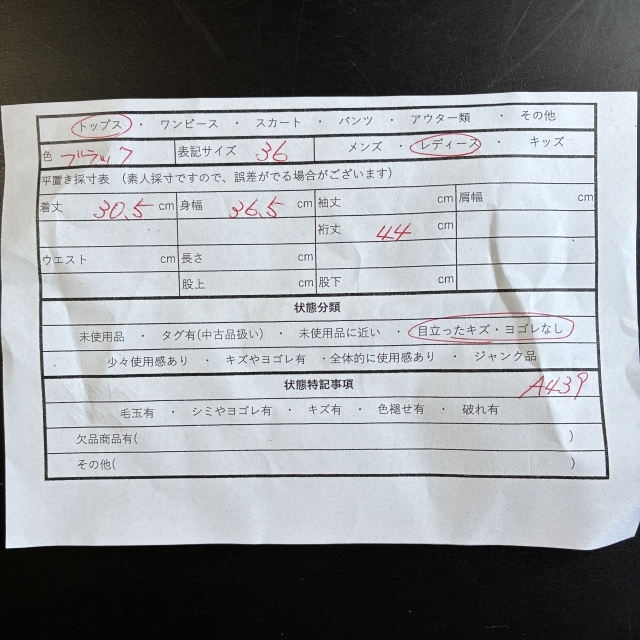 トップス ・ ワンピース ・ スカート ・ パンツ ・ アウター類 ・ その他
色 ブラック 表記サイズ 36 メンズ ・ レディース ・ キッズ
平置き採寸表 （素人採寸ですので、誤差がでる場合がございます）
着丈 30.5 cm 身幅 36.5 cm 袖丈 cm 肩幅 cm
裄丈 44 cm
ウエスト cm 長さ cm
股上 cm 股下 cm
状態分類
未使用品 ・ タグ有(中古品扱い) ・ 未使用品に近い ・ 目立ったキズ・ヨゴレなし
少々使用感あり ・ キズやヨゴレ有 ・全体的に使用感あり ・ ジャンク品
状態特記事項 A439
毛玉有 ・ シミやヨゴレ有 ・ キズ有 ・ 色褪せ有 ・ 破れ有
欠品商品有( )
その他( )